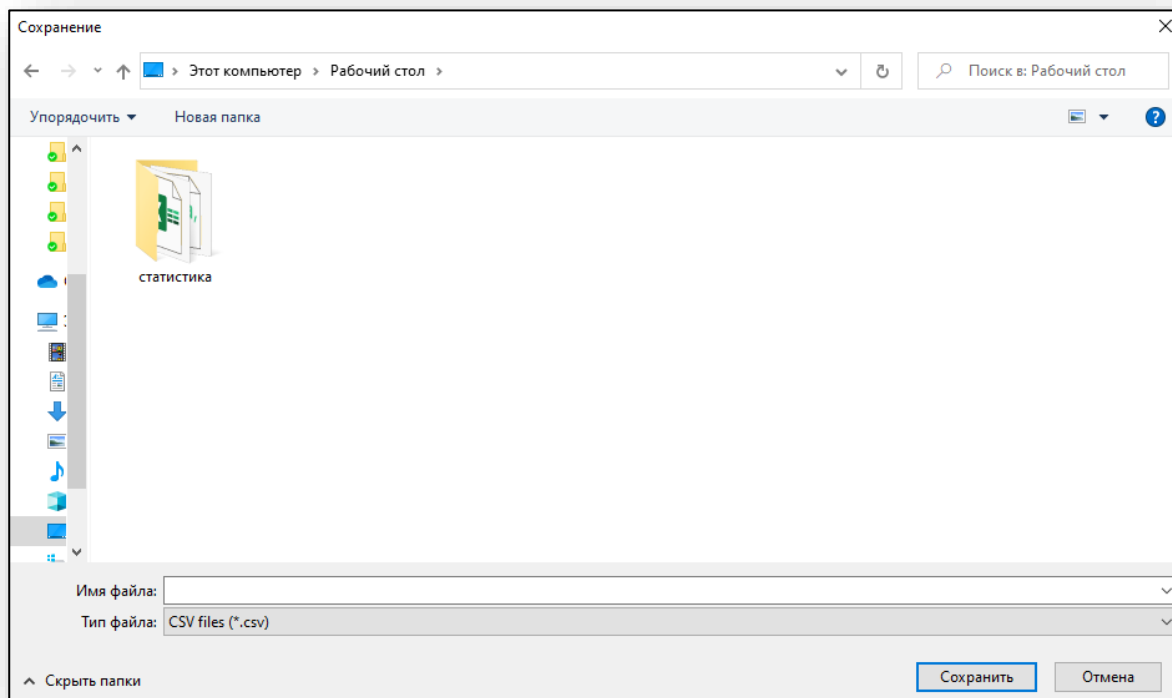 Сохранение
Этот компьютер › Рабочий стол ›
Поиск в: Рабочий стол
Упорядочить
Новая папка
?
статистика
Имя файла:
Тип файла: CSV files (*.csv)
Скрыть папки
Сохранить
Отмена